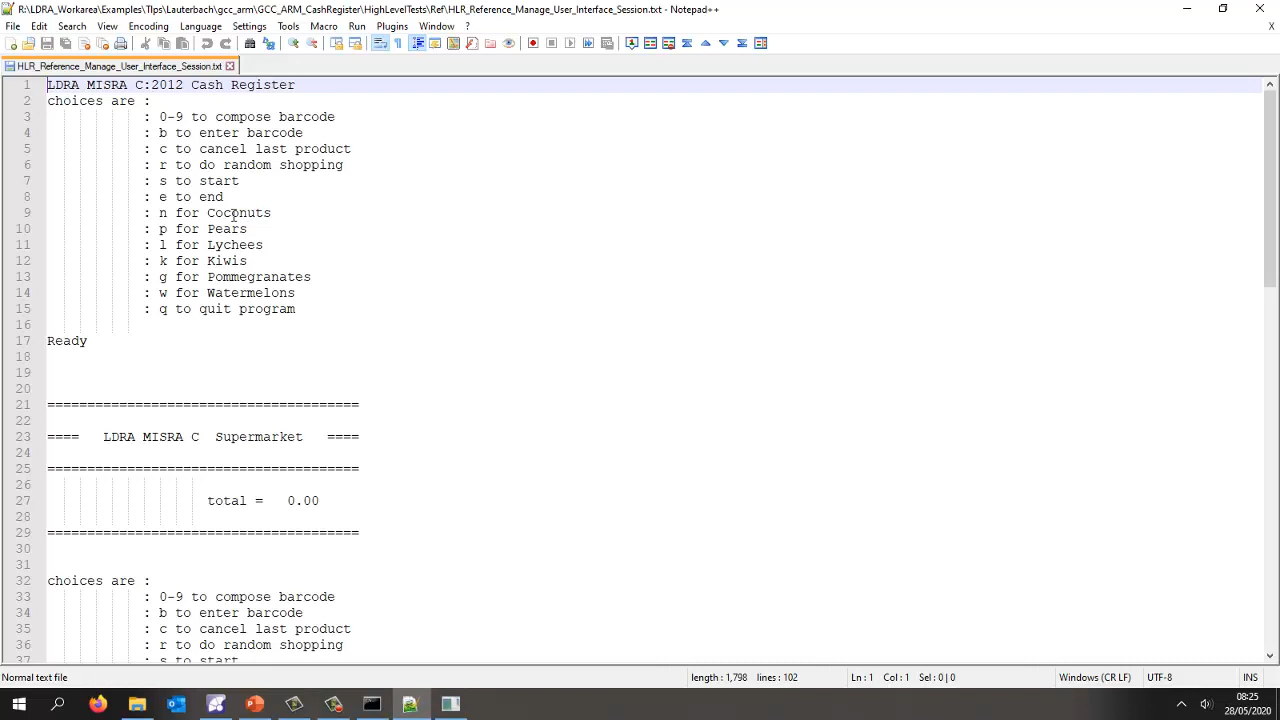 R:\LDRA_Workarea\Examples\TIps\Lauterbach\gcc_arm\GCC_ARM_CashRegister\HighLevelTests\Ref\HLR_Reference_Manage_User_Interface_Session.txt - Notepad++
File Edit Search View Encoding Language Settings Tools Macro Run Plugins Window ?
X
HLR_Reference_Manage_User_Interface_Session.txt
1 LDRA MISRA C:2012 Cash Register
2 choices are :
3 : 0-9 to compose barcode
4 : b to enter barcode
5 : c to cancel last product
6 : r to do random shopping
7 : s to start
8 : e to end
9 : n for Coconuts
10 : p for Pears
11 : l for Lychees
12 : k for Kiwis
13 : g for Pommegranates
14 : w for Watermelons
15 : q to quit program
16
17 Ready
18
19
20
21 =======================================
22
23 ==== LDRA MISRA C Supermarket ====
24
25 =======================================
26
27 total = 0.00
28
29 =======================================
30
31
32 choices are :
33 : 0-9 to compose barcode
34 : b to enter barcode
35 : c to cancel last product
36 : r to do random shopping
37 : s to start
Normal text file length : 1,798 lines : 102 Ln : 1 Col : 1 Sel : 0 | 0 Windows (CR LF) UTF-8 INS
08:25
28/05/2020